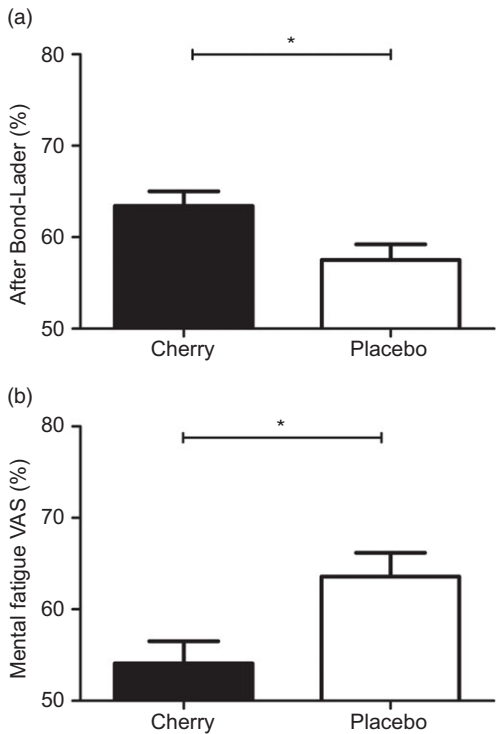 (a)
*
80
70
60
50
After Bond-Lader (%)
Cherry Placebo
(b)
*
80
70
60
50
Mental fatigue VAS (%)
Cherry Placebo